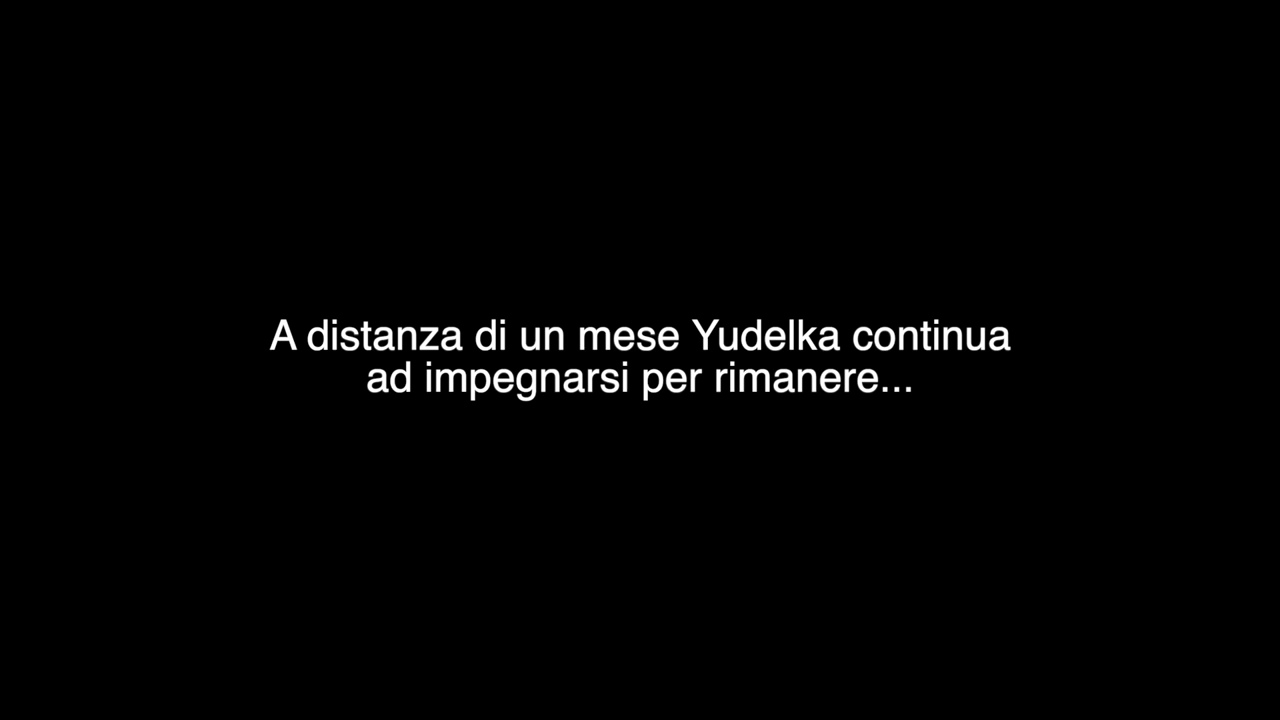 A distanza di un mese Yudelka continua
ad impegnarsi per rimanere...